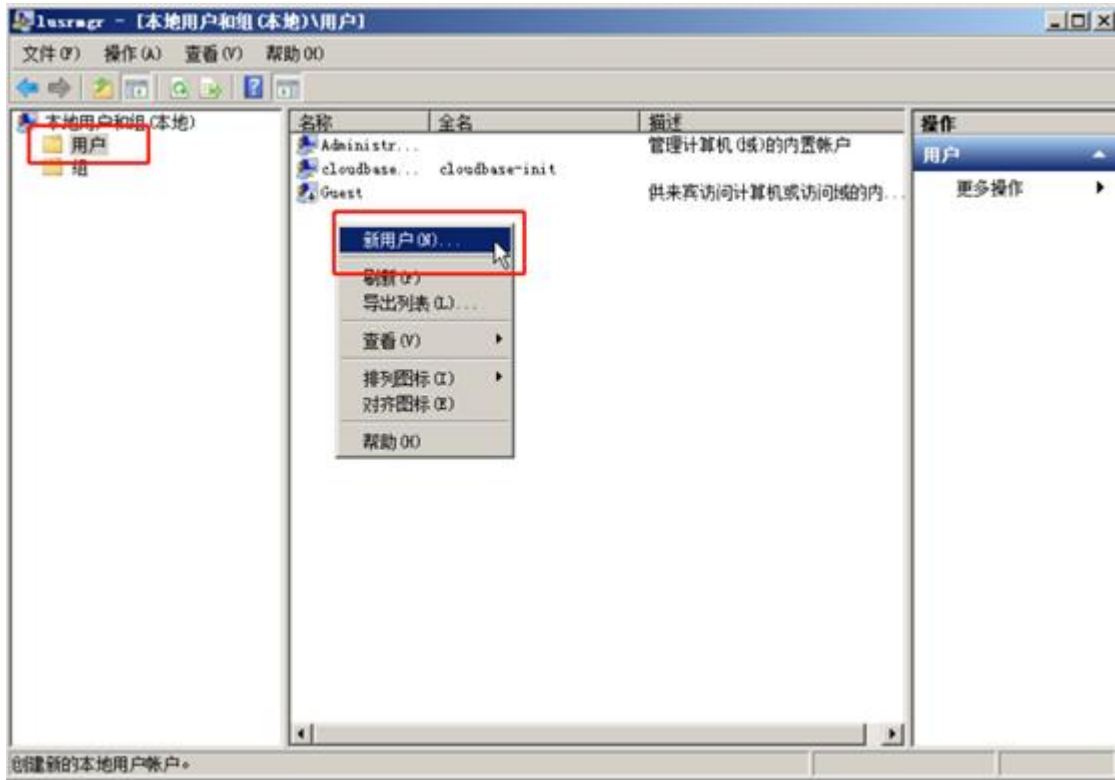 lusrmgr - [本地用户和组(本地)\用户]
文件(F) 操作(A) 查看(V) 帮助(H)
本地用户和组(本地)
用户
组
名称 全名 描述
Administr... 管理计算机(域)的内置帐户
cloudbase... cloudbase-init
Guest 供来宾访问计算机或访问域的内...
操作
用户
更多操作
新用户(N)...
刷新(F)
导出列表(L)...
查看(V)
排列图标(I)
对齐图标(E)
帮助(H)
创建新的本地用户帐户。